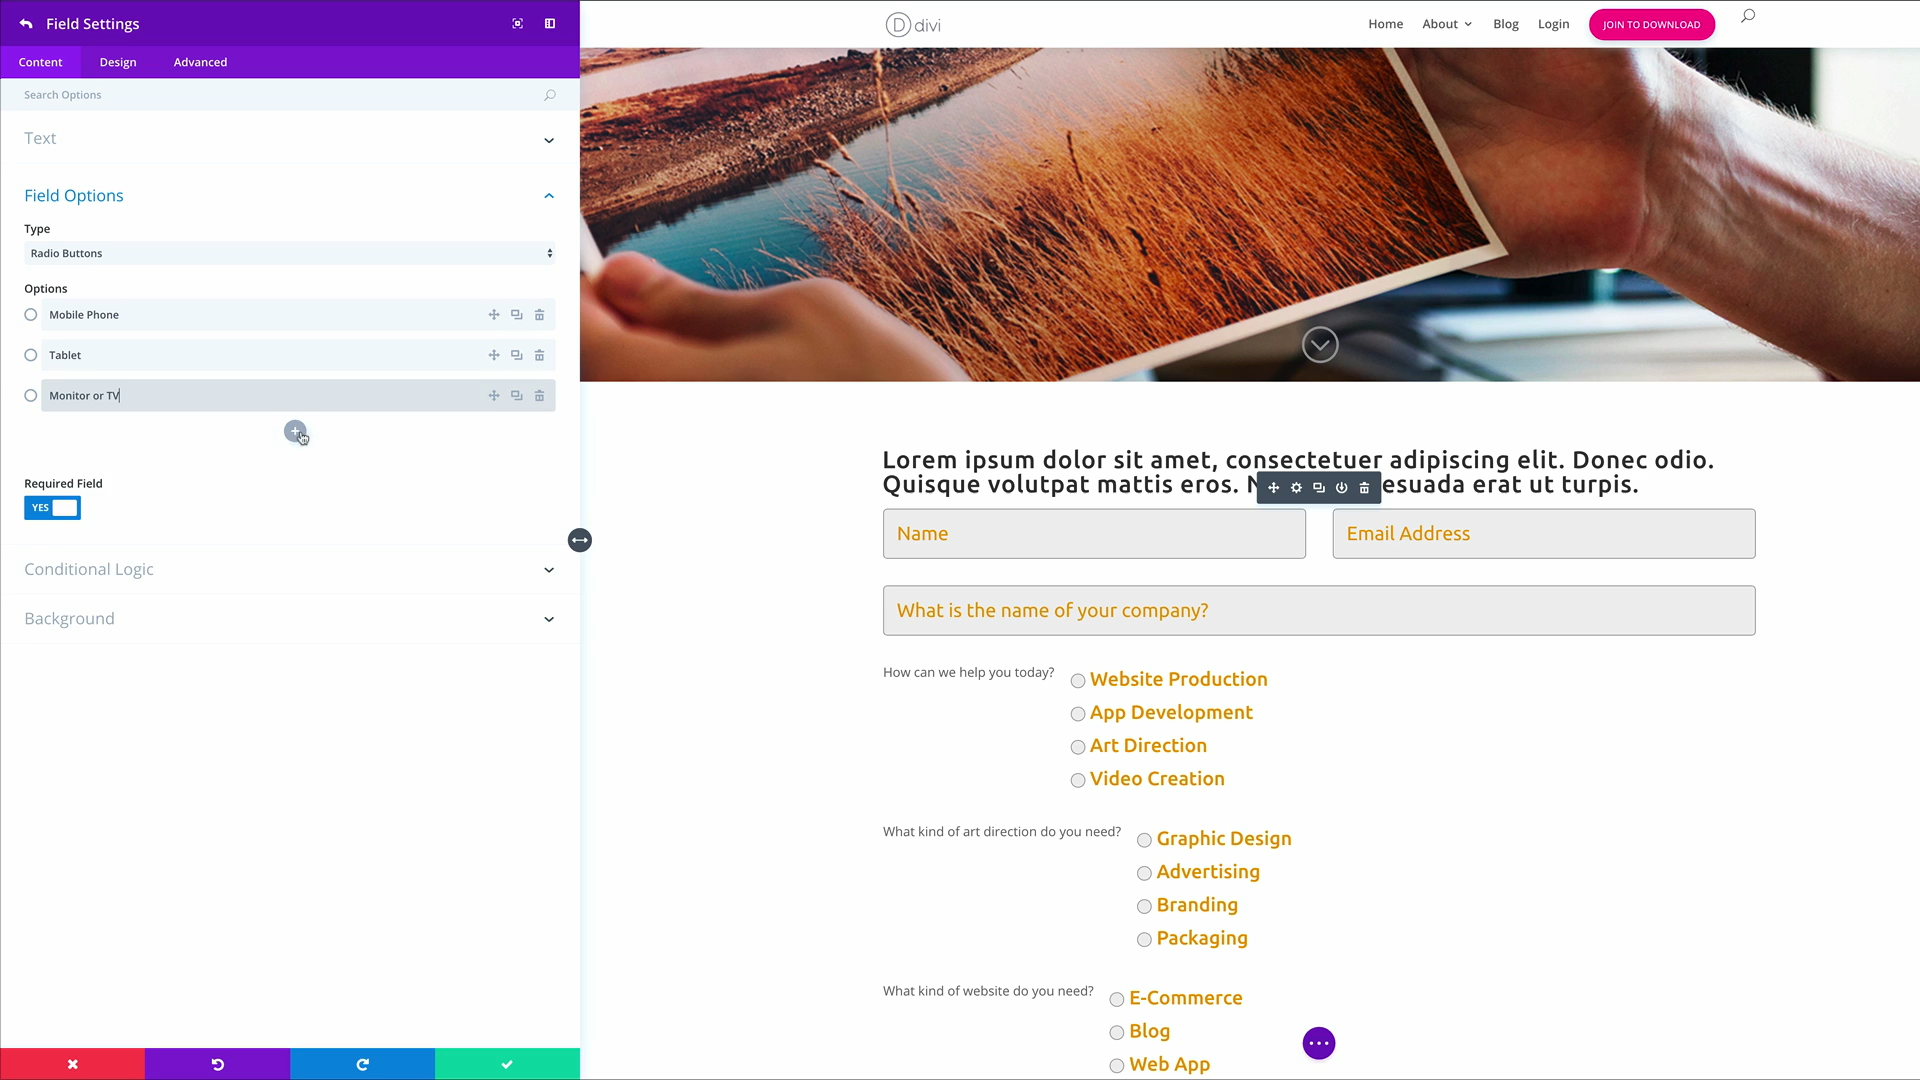 Field Settings
Content
Design
Advanced
Search Options
Text
Field Options
Type
Radio Buttons
Options
Mobile Phone
Tablet
Monitor or TV
Required Field
YES
Conditional Logic
Background
D divi
Home
About
Blog
Login
JOIN TO DOWNLOAD
Lorem ipsum dolor sit amet, consectetuer adipiscing elit. Donec odio.
Quisque volutpat mattis eros. N esuada erat ut turpis.
Name
Email Address
What is the name of your company?
How can we help you today?
Website Production
App Development
Art Direction
Video Creation
What kind of art direction do you need?
Graphic Design
Advertising
Branding
Packaging
What kind of website do you need?
E-Commerce
Blog
Web App